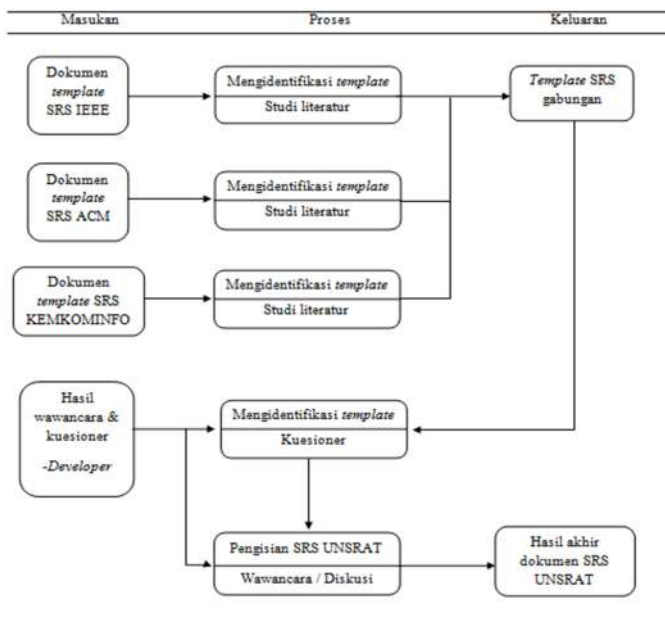 Masukan Proses Keluaran
Dokumen
template
SRS IEEE
Mengidentifikasi template
Studi literatur
Template SRS
gabungan
Dokumen
template
SRS ACM
Mengidentifikasi template
Studi literatur
Dokumen
template SRS
KEMKOMINFO
Mengidentifikasi template
Studi literatur
Hasil
wawancara &
kuesioner
-Developer
Mengidentifikasi template
Kuesioner
Pengisian SRS UNSRAT
Wawancara / Diskusi
Hasil akhir
dokumen SRS
UNSRAT